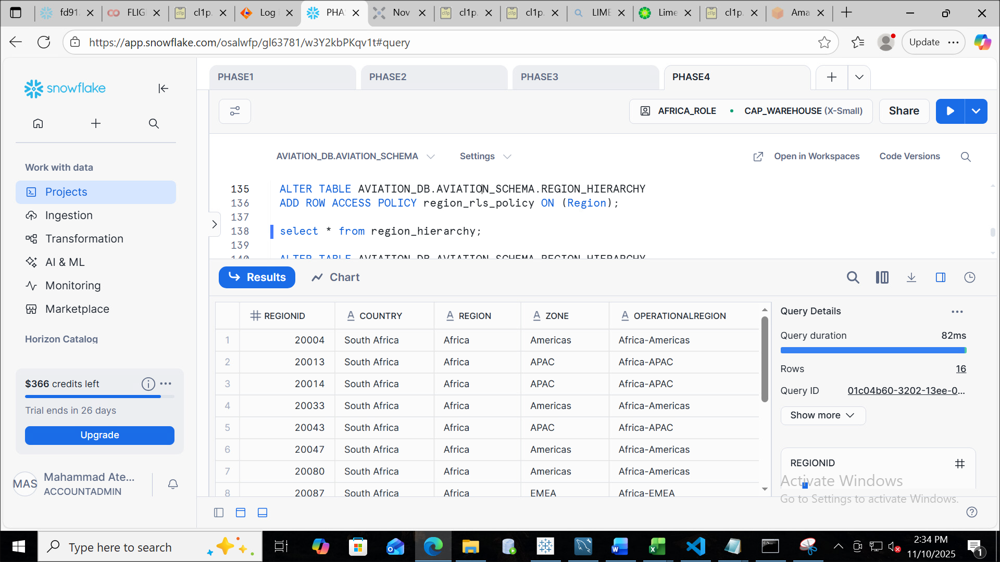 fd91
FLIG
cl1p.
Log
PHA
Nov
cl1p.
cl1p.
LIME
Lime
cl1p.
Ama
https://app.snowflake.com/osalwfp/gl63781/w3Y2kbPKqv1t#query
Update
snowflake
Work with data
Projects
Ingestion
Transformation
AI & ML
Monitoring
Marketplace
Horizon Catalog
$366 credits left
Trial ends in 26 days
Upgrade
MAS
Mahammad Ate...
ACCOUNTADMIN
PHASE1
PHASE2
PHASE3
PHASE4
AFRICA_ROLE
CAP_WAREHOUSE (X-Small)
Share
AVIATION_DB.AVIATION_SCHEMA
Settings
Open in Workspaces
Code Versions
135 ALTER TABLE AVIATION_DB.AVIATION_SCHEMA.REGION_HIERARCHY
136 ADD ROW ACCESS POLICY region_rls_policy ON (Region);
137
138 select * from region_hierarchy;
139
140 ALTER TABLE AVIATION_DB.AVIATION_SCHEMA.REGION_HIERARCHY
Results
Chart
REGIONID COUNTRY REGION ZONE OPERATIONALREGION
1 20004 South Africa Africa Americas Africa-Americas
2 20013 South Africa Africa APAC Africa-APAC
3 20014 South Africa Africa APAC Africa-APAC
4 20033 South Africa Africa Americas Africa-Americas
5 20043 South Africa Africa APAC Africa-APAC
6 20047 South Africa Africa Americas Africa-Americas
7 20080 South Africa Africa Americas Africa-Americas
8 20087 South Africa Africa EMEA Africa-EMEA
Query Details
Query duration 82ms
Rows 16
Query ID 01c04b60-3202-13ee-0...
Show more
REGIONID
Activate Windows
Go to Settings to activate Windows.
Type here to search
2:34 PM
11/10/2025
1